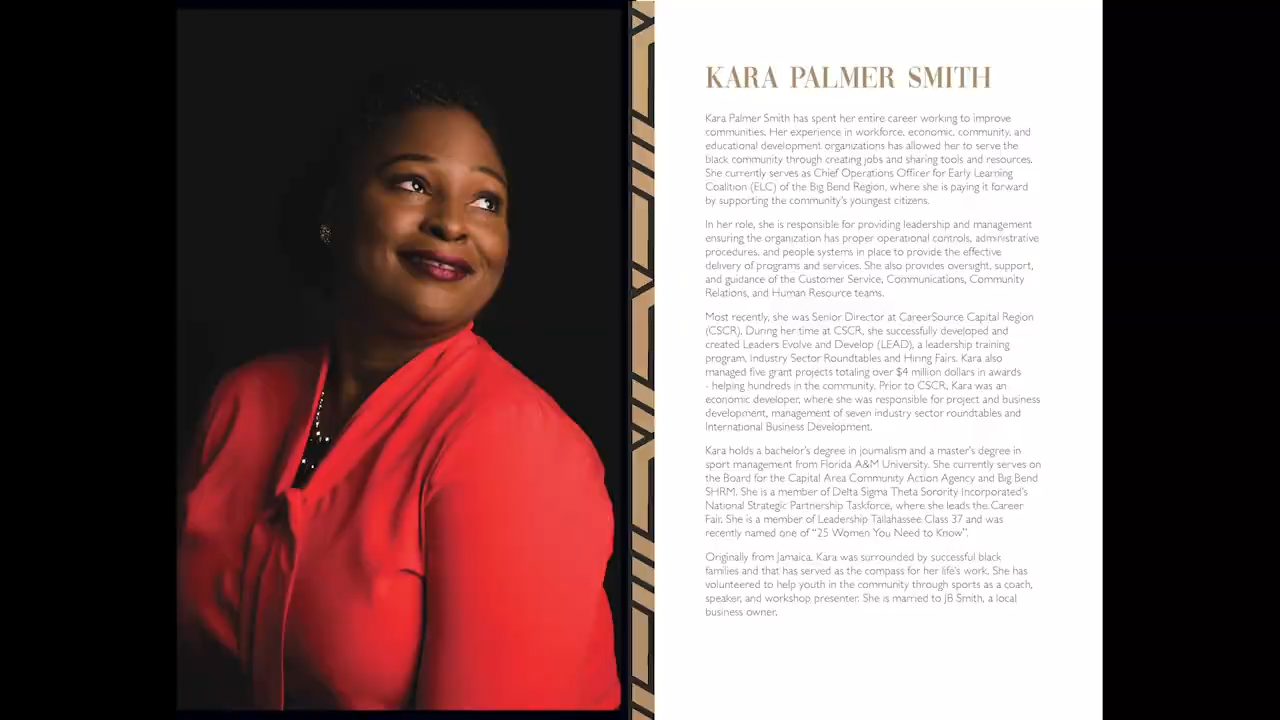 KARA PALMER SMITH
Kara Palmer Smith has spent her entire career working to improve
communities. Her experience in workforce, economic, community, and
educational development organizations has allowed her to serve the
black community through creating jobs and sharing tools and resources.
She currently serves as Chief Operations Officer for Early Learning
Coalition (ELC) of the Big Bend Region, where she is paying it forward
by supporting the community's youngest citizens.
In her role, she is responsible for providing leadership and management
ensuring the organization has proper operational controls, administrative
procedures, and people systems in place to provide the effective
delivery of programs and services. She also provides oversight, support,
and guidance of the Customer Service, Communications, Community
Relations, and Human Resource teams.
Most recently, she was Senior Director at CareerSource Capital Region
(CSCR). During her time at CSCR, she successfully developed and
created Leaders Evolve and Develop (LEAD), a leadership training
program, Industry Sector Roundtables and Hiring Fairs. Kara also
managed five grant projects totaling over $4 million dollars in awards
- helping hundreds in the community. Prior to CSCR, Kara was an
economic developer, where she was responsible for project and business
development, management of seven industry sector roundtables and
International Business Development.
Kara holds a bachelor's degree in journalism and a master's degree in
sport management from Florida A&M University. She currently serves on
the Board for the Capital Area Community Action Agency and Big Bend
SHRM. She is a member of Delta Sigma Theta Sorority Incorporated's
National Strategic Partnership Taskforce, where she leads the Career
Fair. She is a member of Leadership Tallahassee Class 37 and was
recently named one of "25 Women You Need to Know".
Originally from Jamaica, Kara was surrounded by successful black
families and that has served as the compass for her life's work. She has
volunteered to help youth in the community through sports as a coach,
speaker, and workshop presenter. She is married to JB Smith, a local
business owner.